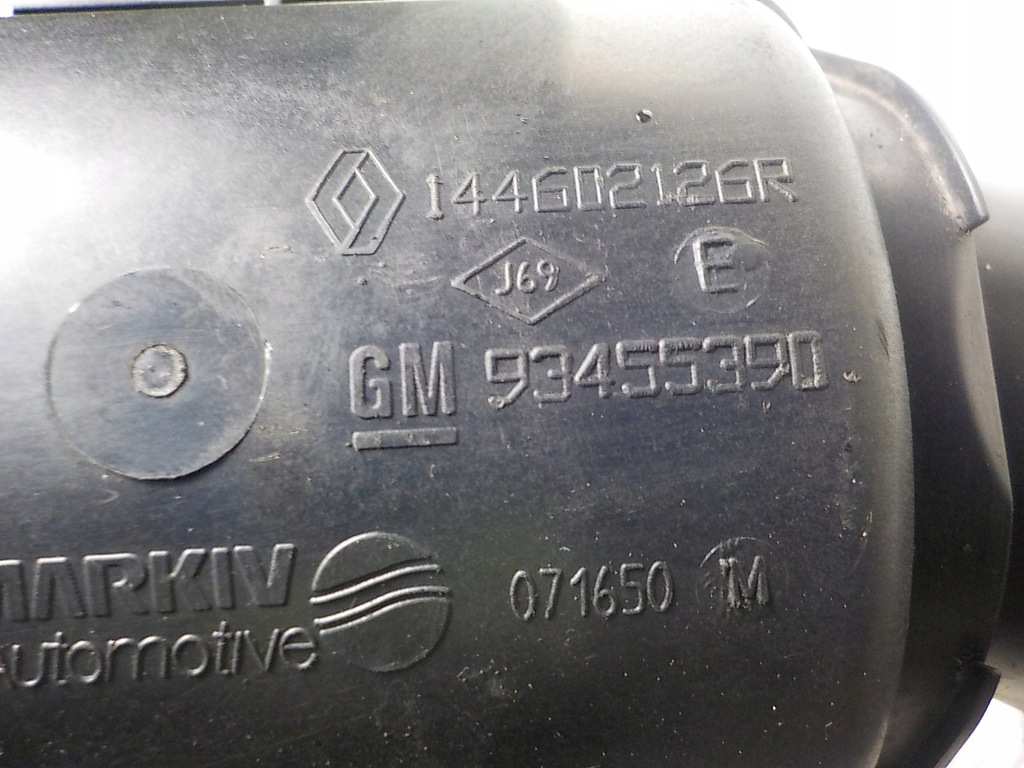 144602126R
J69 E
GM 93455390
MARKIV
Automotive
071650 M